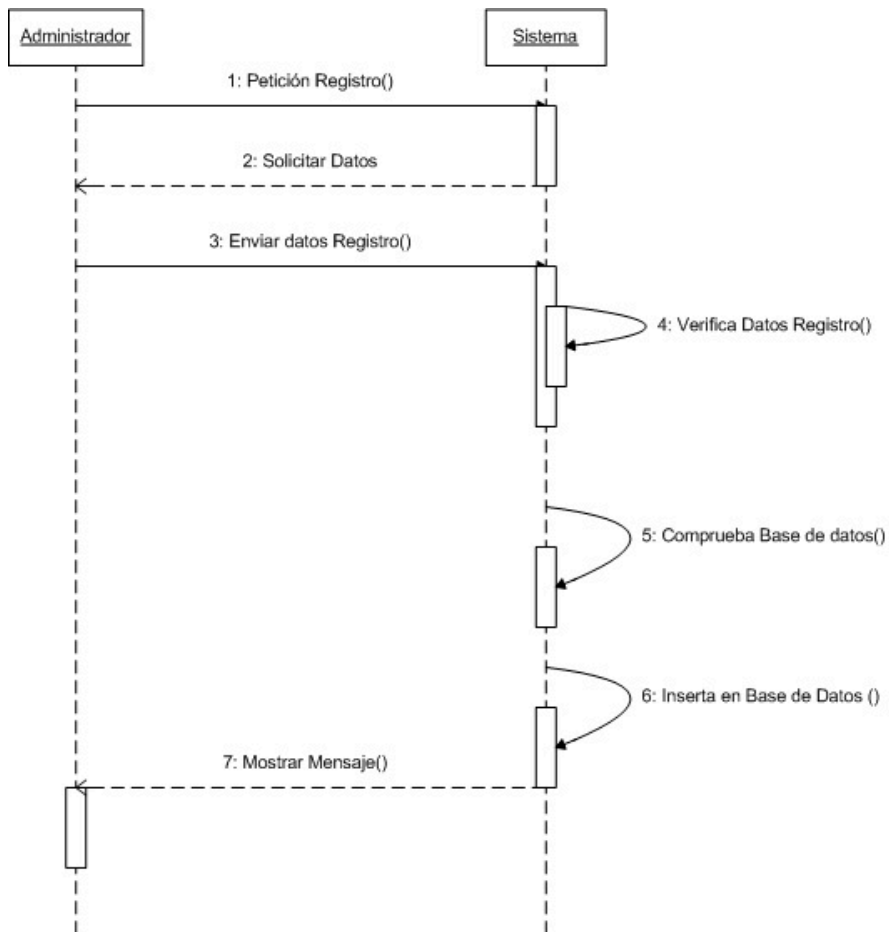 Administrador
Sistema
1: Petición Registro()
2: Solicitar Datos
3: Enviar datos Registro()
4: Verifica Datos Registro()
5: Comprueba Base de datos()
6: Inserta en Base de Datos ()
7: Mostrar Mensaje()